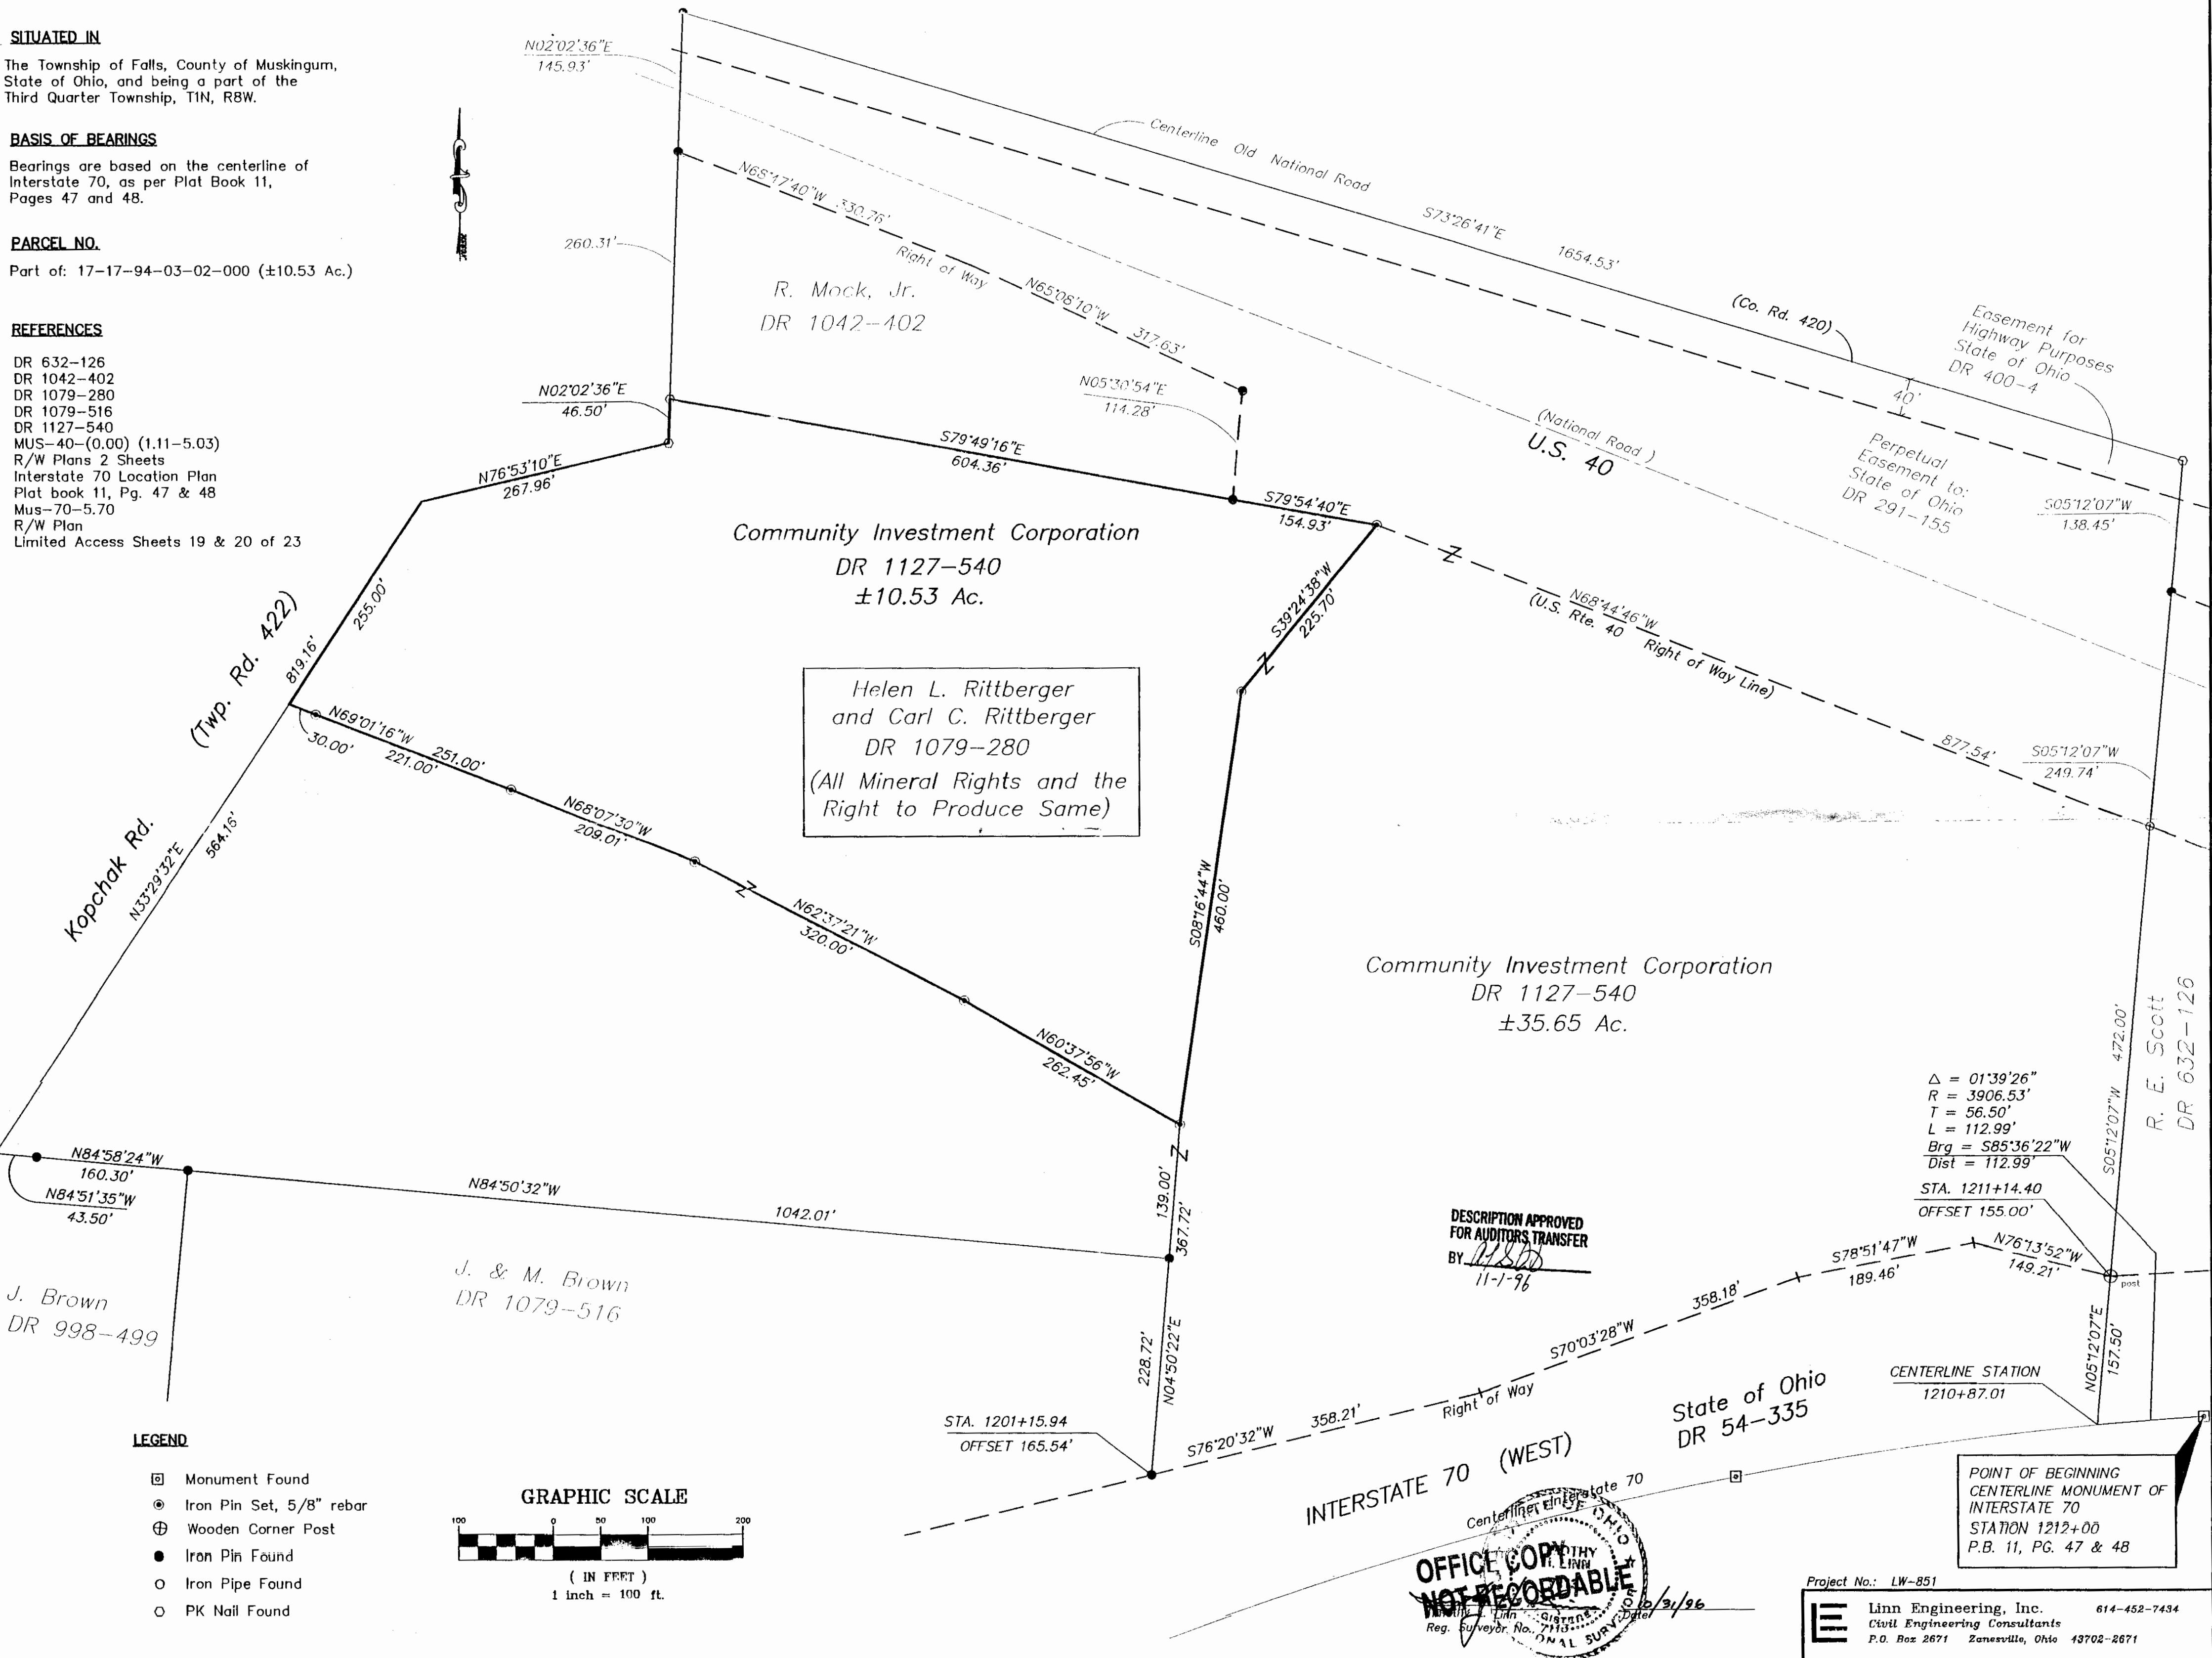 SITUATED IN
The Township of Falls, County of Muskingum,
State of Ohio, and being a part of the
Third Quarter Township, T1N, R8W.
BASIS OF BEARINGS
Bearings are based on the centerline of
Interstate 70, as per Plat Book 11,
Pages 47 and 48.
PARCEL NO.
Part of: 17-17-94-03-02-000 (±10.53 Ac.)
REFERENCES
DR 632-126
DR 1042-402
DR 1079-280
DR 1079-516
DR 1127-540
MUS-40-(0.00) (1.11-5.03)
R/W Plans 2 Sheets
Interstate 70 Location Plan
Plat book 11, Pg. 47 & 48
Mus-70-5.70
R/W Plan
Limited Access Sheets 19 & 20 of 23
N02°02'36"E
145.93'
260.31'
N02°02'36"E
46.50'
N68°47'40"W 330.76'
Right of Way
N65°08'10"W 317.63'
R. Mock, Jr.
DR 1042-402
N05°30'54"E
114.28'
Centerline Old National Road
S73°26'41"E 1654.53'
(Co. Rd. 420)
40'
Easement for
Highway Purposes
State of Ohio
DR 400-4
(National Road )
U.S. 40
Perpetual
Easement to:
State of Ohio
DR 291-155
S05°12'07"W
138.45'
N76°53'10"E
267.96'
S79°49'16"E
604.36'
S79°54'40"E
154.93'
Community Investment Corporation
DR 1127-540
±10.53 Ac.
S39°24'38"W
225.70'
N68°44'46"W
(U.S. Rte. 40 Right of Way Line)
877.54'
S05°12'07"W
249.74'
Helen L. Rittberger
and Carl C. Rittberger
DR 1079-280
(All Mineral Rights and the
Right to Produce Same)
255.00'
819.16'
(Twp. Rd. 422)
Kopchak Rd.
N33°29'32"E
564.16'
30.00'
N69°01'16"W 251.00'
221.00'
N68°07'30"W
209.01'
N62°37'21"W
320.00'
N60°37'56"W
262.45'
S08°16'44"W
460.00'
Community Investment Corporation
DR 1127-540
±35.65 Ac.
S05°12'07"W 472.00'
R. E. Scott
DR 632-126
Δ = 01°39'26"
R = 3906.53'
T = 56.50'
L = 112.99'
Brg = S85°36'22"W
Dist = 112.99'
STA. 1211+14.40
OFFSET 155.00'
N84°58'24"W
160.30'
N84°51'35"W
43.50'
N84°50'32"W
1042.01'
139.00'
367.72'
228.72'
N04°50'22"E
J. Brown
DR 998-499
J. & M. Brown
DR 1079-516
DESCRIPTION APPROVED
FOR AUDITORS TRANSFER
BY
11-1-96
S78°51'47"W
189.46'
N76°13'52"W
149.21'
post
N05°12'07"E
157.50'
S70°03'28"W 358.18'
S76°20'32"W 358.21'
Right of Way
CENTERLINE STATION
1210+87.01
State of Ohio
DR 54-335
STA. 1201+15.94
OFFSET 165.54'
INTERSTATE 70 (WEST)
Centerline Interstate 70
POINT OF BEGINNING
CENTERLINE MONUMENT OF
INTERSTATE 70
STATION 1212+00
P.B. 11, PG. 47 & 48
LEGEND
Monument Found
Iron Pin Set, 5/8" rebar
Wooden Corner Post
Iron Pin Found
Iron Pipe Found
PK Nail Found
GRAPHIC SCALE
100 0 50 100 200
( IN FEET )
1 inch = 100 ft.
OFFICE COPY
NOT RECORDABLE
Linn
Reg. Surveyor No. 7113
Date
10/31/96
Project No.: LW-851
Linn Engineering, Inc. 614-452-7434
Civil Engineering Consultants
P.O. Box 2671 Zanesville, Ohio 43702-2671